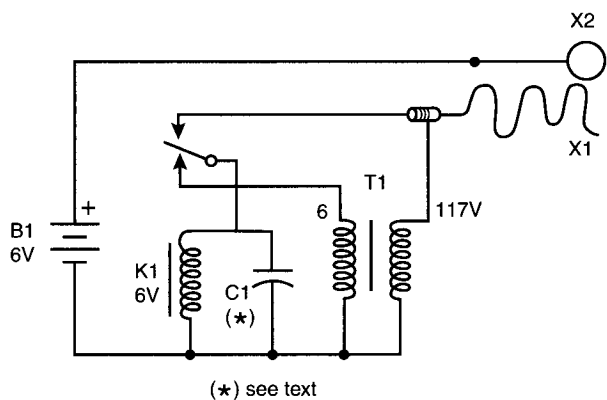 X2
X1
T1
6
117V
+
B1
6V
K1
6V
C1
(*)
(*) see text